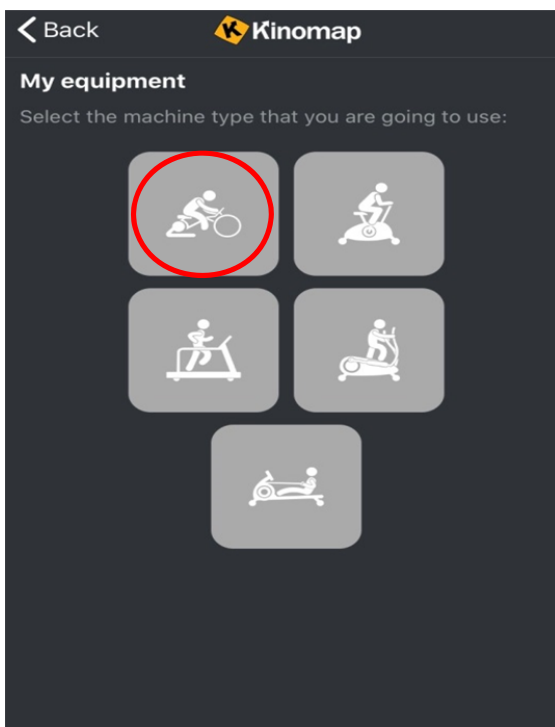 Back
Kinomap
My equipment
Select the machine type that you are going to use: